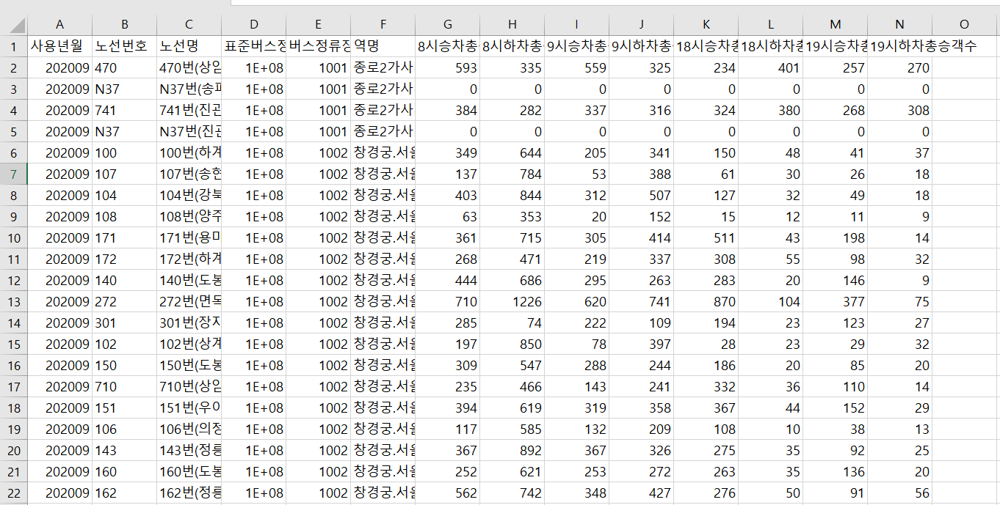 A B C D E F G H I J K L M N O
1 사용년월 노선번호 노선명 표준버스정 버스정류정 역명 8시승차총 8시하차총 9시승차총 9시하차총 18시승차총 18시하차총 19시승차총 19시하차총승객수
2 202009 470 470번(상암 1E+08 1001 종로2가사 593 335 559 325 234 401 257 270
3 202009 N37 N37번(송파 1E+08 1001 종로2가사 0 0 0 0 0 0 0 0
4 202009 741 741번(진관 1E+08 1001 종로2가사 384 282 337 316 324 380 268 308
5 202009 N37 N37번(진관 1E+08 1001 종로2가사 0 0 0 0 0 0 0 0
6 202009 100 100번(하계 1E+08 1002 창경궁.서울 349 644 205 341 150 48 41 37
7 202009 107 107번(송현 1E+08 1002 창경궁.서울 137 784 53 388 61 30 26 18
8 202009 104 104번(강북 1E+08 1002 창경궁.서울 403 844 312 507 127 32 49 18
9 202009 108 108번(양주 1E+08 1002 창경궁.서울 63 353 20 152 15 12 11 9
10 202009 171 171번(용마 1E+08 1002 창경궁.서울 361 715 305 414 511 43 198 14
11 202009 172 172번(하계 1E+08 1002 창경궁.서울 268 471 219 337 308 55 98 32
12 202009 140 140번(도봉 1E+08 1002 창경궁.서울 444 686 295 263 283 20 146 9
13 202009 272 272번(면목 1E+08 1002 창경궁.서울 710 1226 620 741 870 104 377 75
14 202009 301 301번(장지 1E+08 1002 창경궁.서울 285 74 222 109 194 23 123 27
15 202009 102 102번(상계 1E+08 1002 창경궁.서울 197 850 78 397 28 23 29 32
16 202009 150 150번(도봉 1E+08 1002 창경궁.서울 309 547 288 244 186 20 85 20
17 202009 710 710번(상암 1E+08 1002 창경궁.서울 235 466 143 241 332 36 110 14
18 202009 151 151번(우이 1E+08 1002 창경궁.서울 394 619 319 358 367 44 152 29
19 202009 106 106번(의정 1E+08 1002 창경궁.서울 117 585 132 209 108 10 38 13
20 202009 143 143번(정릉 1E+08 1002 창경궁.서울 367 892 367 326 275 35 92 25
21 202009 160 160번(도봉 1E+08 1002 창경궁.서울 252 621 253 272 263 35 136 20
22 202009 162 162번(정릉 1E+08 1002 창경궁.서울 562 742 348 427 276 50 91 56